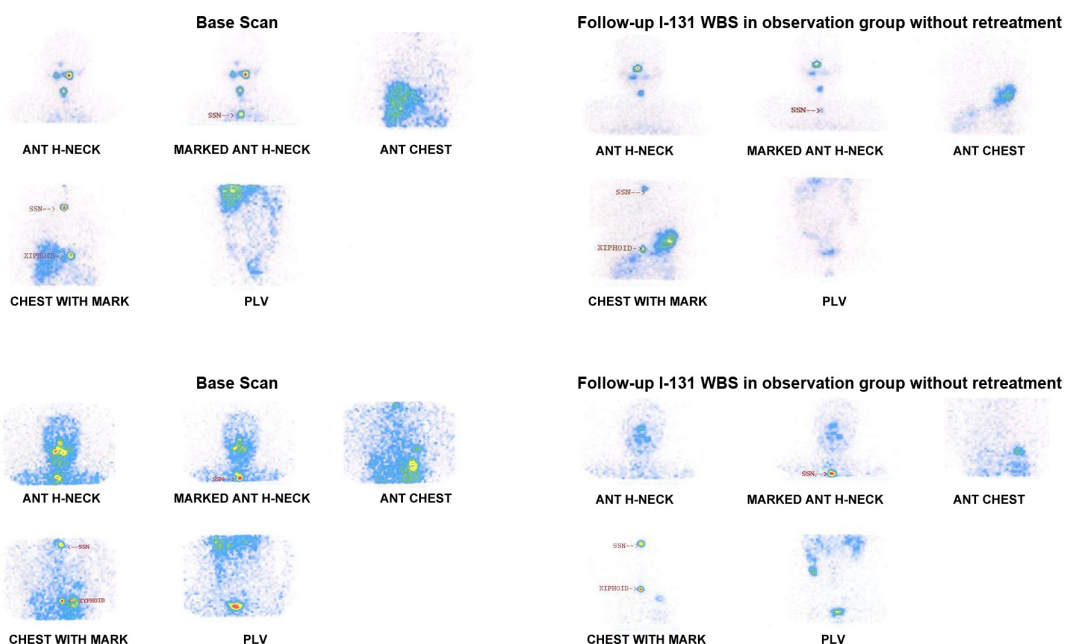 Base Scan
Follow-up I-131 WBS in observation group without retreatment
SSN-->
SSN-->
ANT H-NECK
MARKED ANT H-NECK
ANT CHEST
ANT H-NECK
MARKED ANT H-NECK
ANT CHEST
SSN-->
XIPHOID-
SSN-->
XIPHOID-
CHEST WITH MARK
PLV
CHEST WITH MARK
PLV
Base Scan
Follow-up I-131 WBS in observation group without retreatment
SSN-->
SSN-->
ANT H-NECK
MARKED ANT H-NECK
ANT CHEST
ANT H-NECK
MARKED ANT H-NECK
ANT CHEST
<--SSN
XYPHOID
SSN-->
XIPHOID->
CHEST WITH MARK
PLV
CHEST WITH MARK
PLV